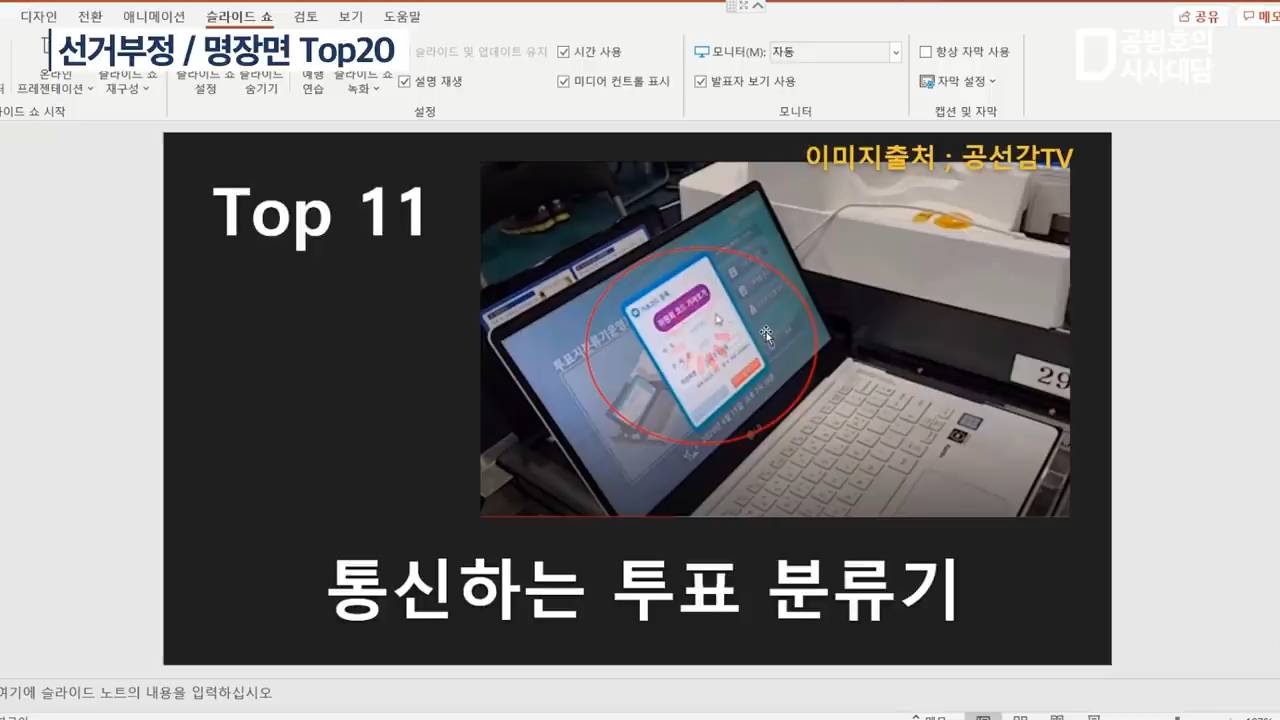 디자인 전환 애니메이션 슬라이드 쇼 검토 보기 도움말 공유 메모
선거부정 / 명장면 Top20
공병호의
시사대담
슬라이드 및 업데이트 유지 시간 사용 모니터(M): 자동 항상 자막 사용
온라인 슬라이드 쇼 슬라이드 쇼 슬라이드 예행 슬라이드 쇼
프레젠테이션 재구성 설정 숨기기 연습 녹화
설명 재생 미디어 컨트롤 표시 발표자 보기 사용 자막 설정
이드 쇼 시작 설정 모니터 캡션 및 자막
이미지출처 ; 공선감TV
Top 11
29
통신하는 투표 분류기
여기에 슬라이드 노트의 내용을 입력하십시오